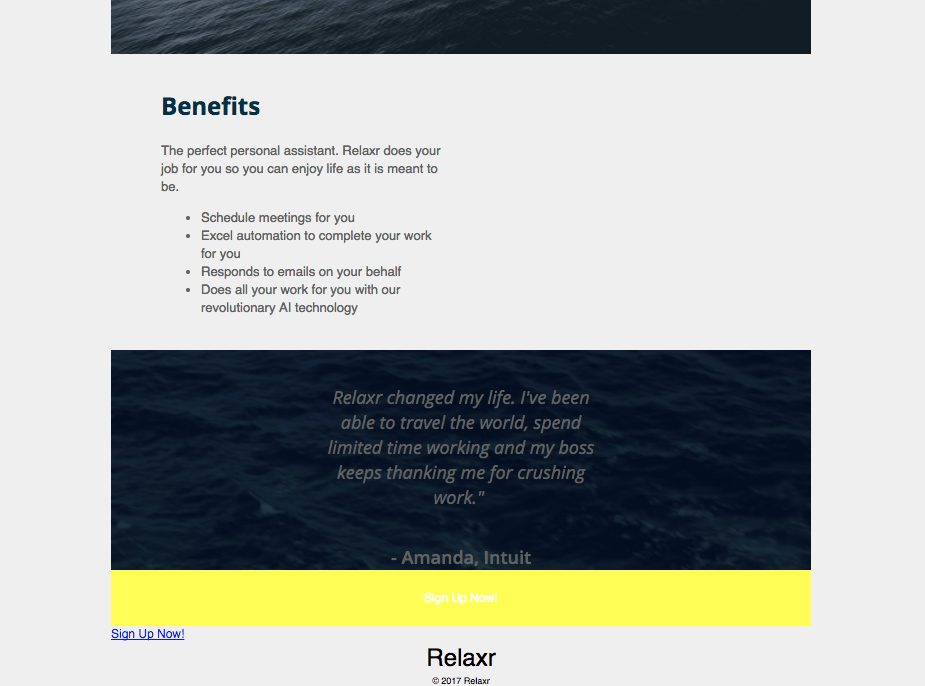 Benefits
The perfect personal assistant. Relaxr does your
job for you so you can enjoy life as it is meant to
be.
• Schedule meetings for you
• Excel automation to complete your work
for you
• Responds to emails on your behalf
• Does all your work for you with our
revolutionary AI technology
Relaxr changed my life. I've been
able to travel the world, spend
limited time working and my boss
keeps thanking me for crushing
work."
- Amanda, Intuit
Sign Up Now!
Sign Up Now!
Relaxr
© 2017 Relaxr